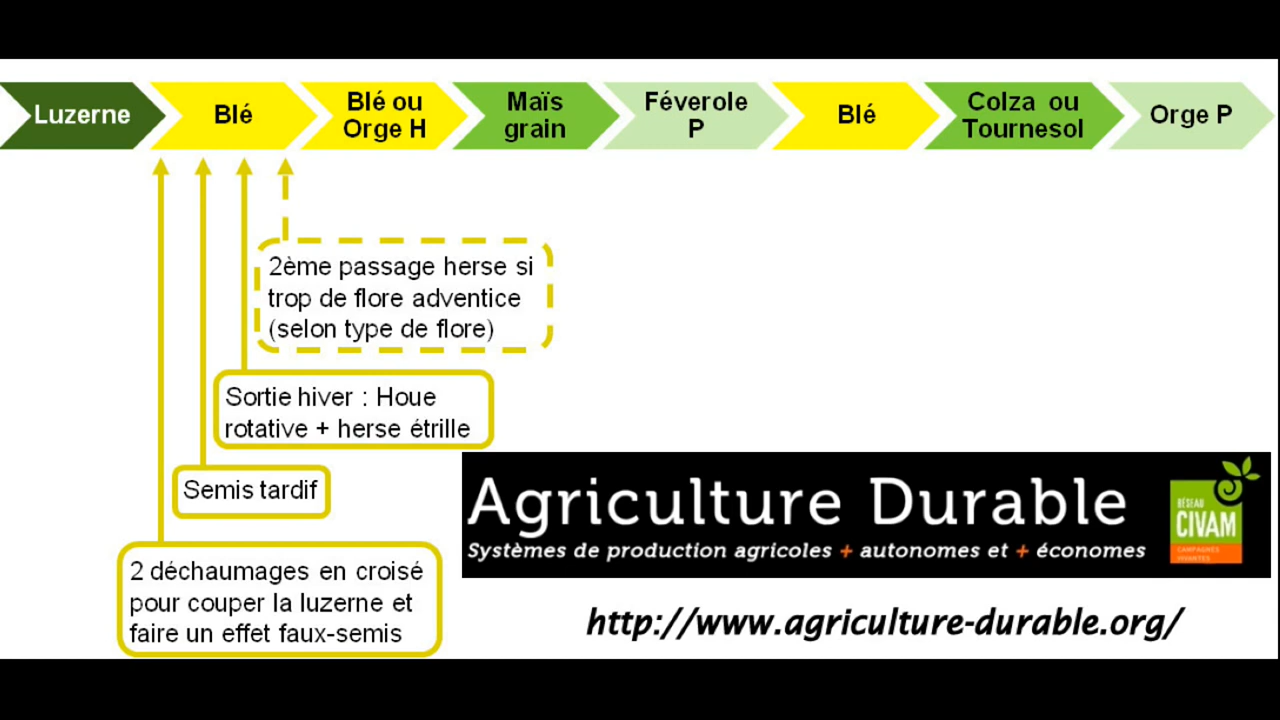 Luzerne
Blé
Blé ou
Orge H
Maïs
grain
Féverole
P
Blé
Colza ou
Tournesol
Orge P
2ème passage herse si
trop de flore adventice
(selon type de flore)
Sortie hiver : Houe
rotative + herse étrille
Semis tardif
2 déchaumages en croisé
pour couper la luzerne et
faire un effet faux-semis
Agriculture Durable
Systèmes de production agricoles + autonomes et + économes
RÉSEAU
CIVAM
CAMPAGNES
VIVANTES
http://www.agriculture-durable.org/